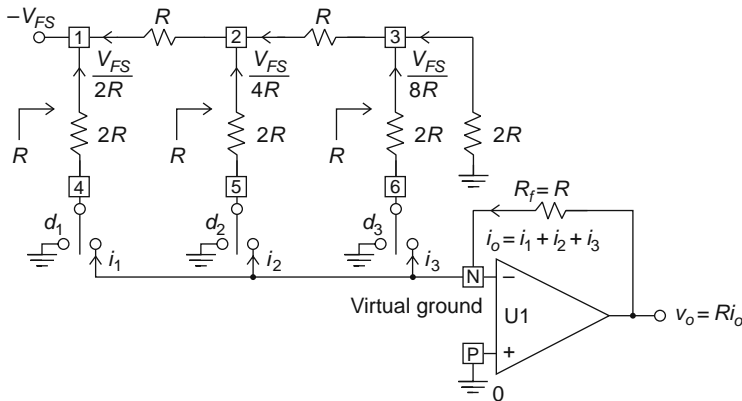 −V_FS
1
R
2
R
3
V_FS/2R
V_FS/4R
V_FS/8R
R
2R
R
2R
R
2R
2R
4
5
6
R_f = R
d_1
d_2
d_3
i_o = i_1 + i_2 + i_3
i_1
i_2
i_3
N
−
Virtual ground
U1
v_o = Ri_o
P
+
0